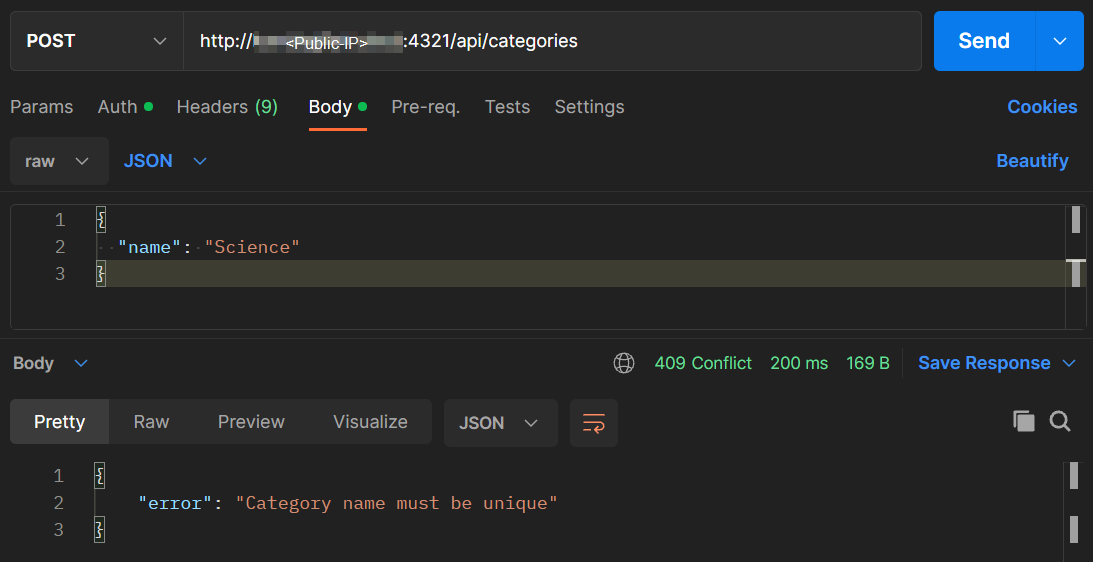 POST http://<Public-IP>:4321/api/categories Send
Params Auth Headers (9) Body Pre-req. Tests Settings Cookies
raw JSON Beautify
1 {
2 "name": "Science"
3 }
Body 409 Conflict 200 ms 169 B Save Response
Pretty Raw Preview Visualize JSON
1 {
2 "error": "Category name must be unique"
3 }